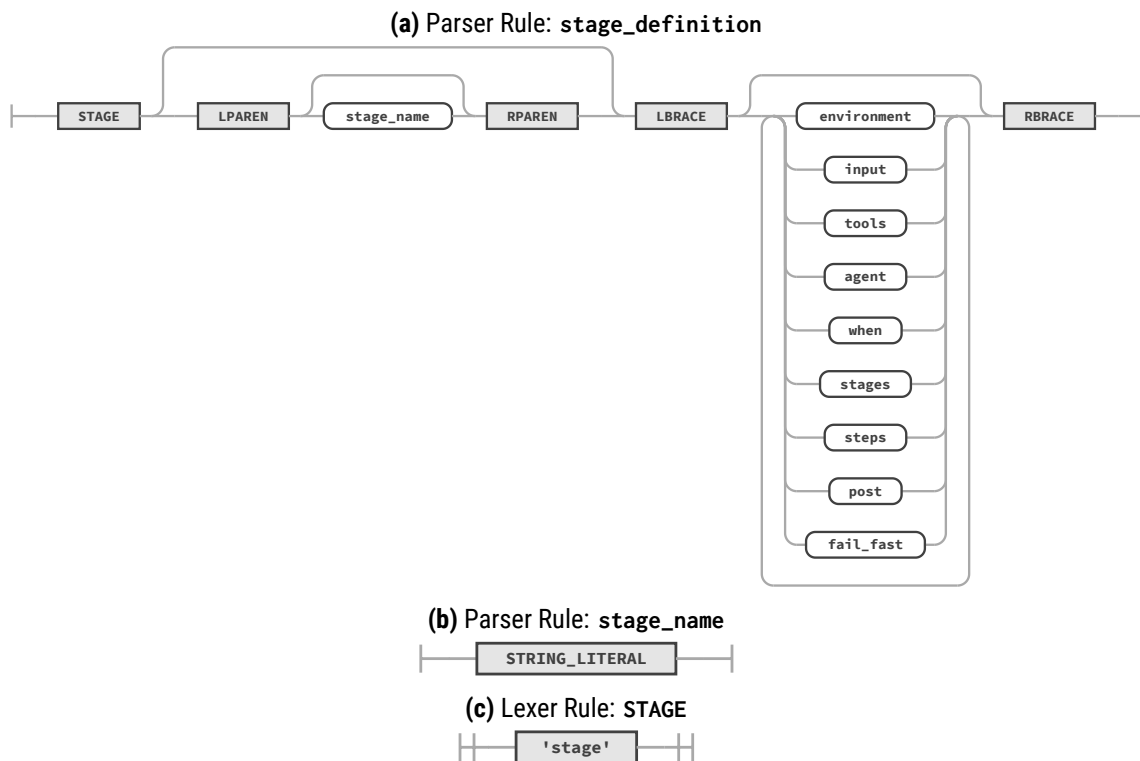 (a) Parser Rule: stage_definition
STAGE LPAREN stage_name RPAREN LBRACE environment RBRACE
input
tools
agent
when
stages
steps
post
fail_fast
(b) Parser Rule: stage_name
STRING_LITERAL
(c) Lexer Rule: STAGE
'stage'